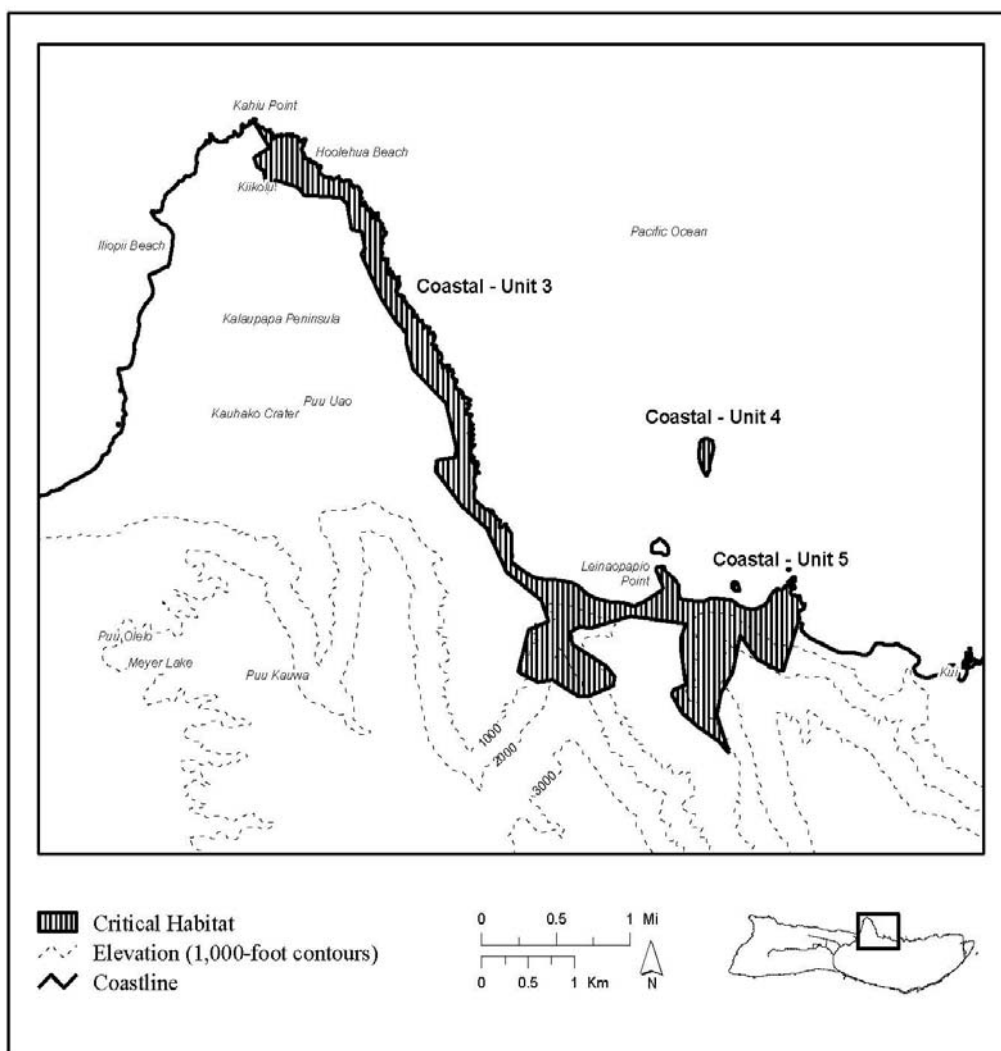 Kahiu Point
Hoolehua Beach
Kiikolu
Iliopii Beach
Pacific Ocean
Coastal - Unit 3
Kalaupapa Peninsula
Puu Uao
Kauhako Crater
Coastal - Unit 4
Coastal - Unit 5
Leinaopapio
Point
Puu Olelo
Meyer Lake
Puu Kauwa
Kui
1000
2000
3000
Critical Habitat
Elevation (1,000-foot contours)
Coastline
0 0.5 1 Mi
0 0.5 1 Km
N